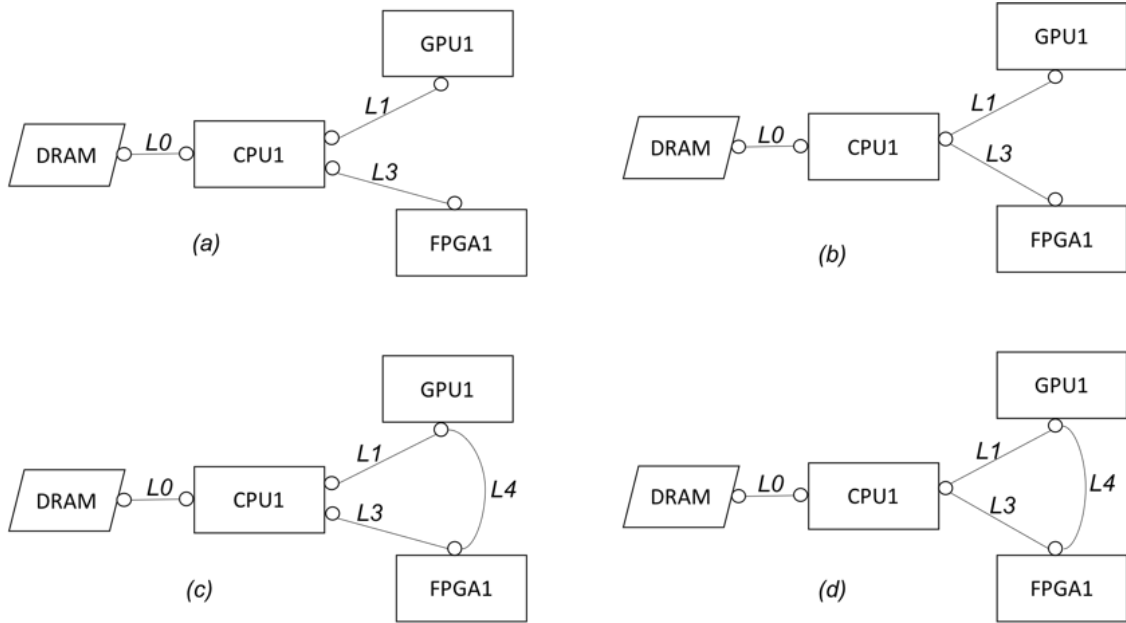 GPU1
L1
L0
DRAM
CPU1
L3
FPGA1
(a)
GPU1
L1
L0
DRAM
CPU1
L3
FPGA1
(b)
GPU1
L1
L0
DRAM
CPU1
L4
L3
FPGA1
(c)
GPU1
L1
L0
DRAM
CPU1
L4
L3
FPGA1
(d)